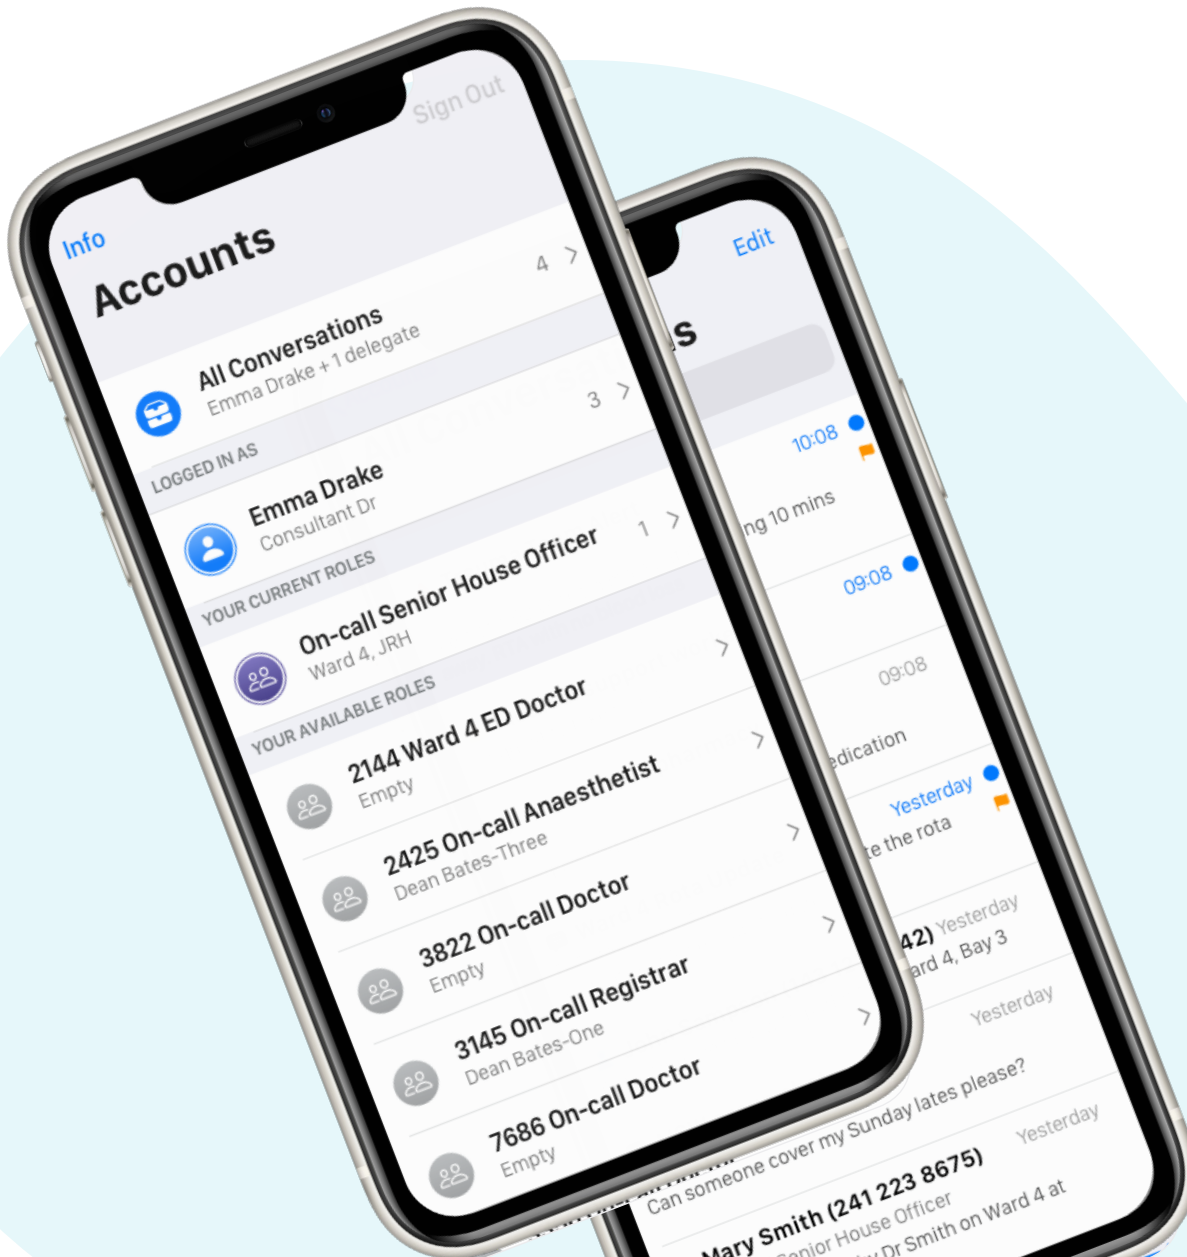 Sign Out
Info
Accounts
All Conversations
Emma Drake + 1 delegate
4
LOGGED IN AS
Emma Drake
Consultant Dr
3
YOUR CURRENT ROLES
On-call Senior House Officer
Ward 4, JRH
1
YOUR AVAILABLE ROLES
2144 Ward 4 ED Doctor
Empty
2425 On-call Anaesthetist
Dean Bates-Three
3822 On-call Doctor
Empty
3145 On-call Registrar
Dean Bates-One
7686 On-call Doctor
Empty
Edit
10:08
10 mins
09:08
09:08
Yesterday
the rota
42) Yesterday
4, Bay 3
Yesterday
Can someone cover my Sunday lates please?
Mary Smith (241 223 8675)
Yesterday
Senior House Officer
Dr Smith on Ward 4 at